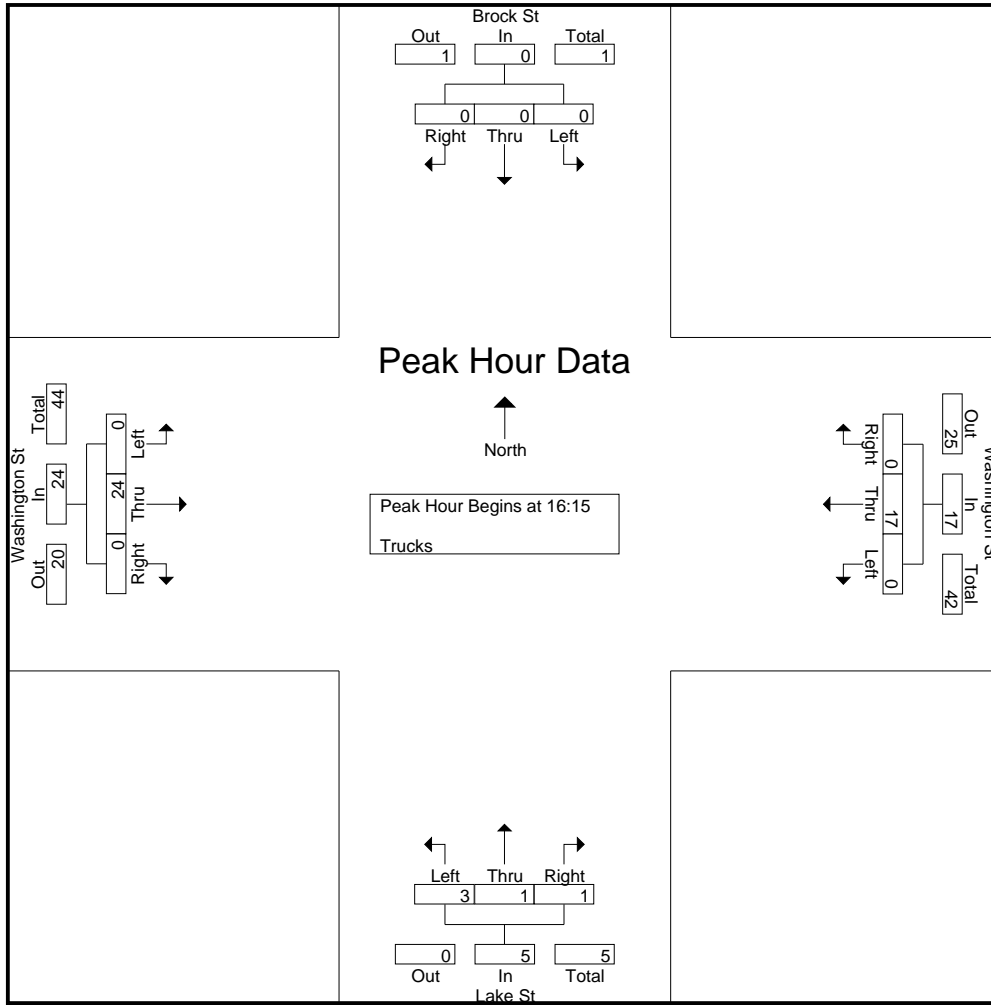 Brock St
Out In Total
1 0 1
0 0 0
Right Thru Left
Peak Hour Data
North
Peak Hour Begins at 16:15
Trucks
Washington St
Total In Out
44 24 20
0 24 0
Left Thru Right
Washington St
Out In Total
25 17 42
0 17 0
Right Thru Left
Left Thru Right
3 1 1
0 5 5
Out In Total
Lake St